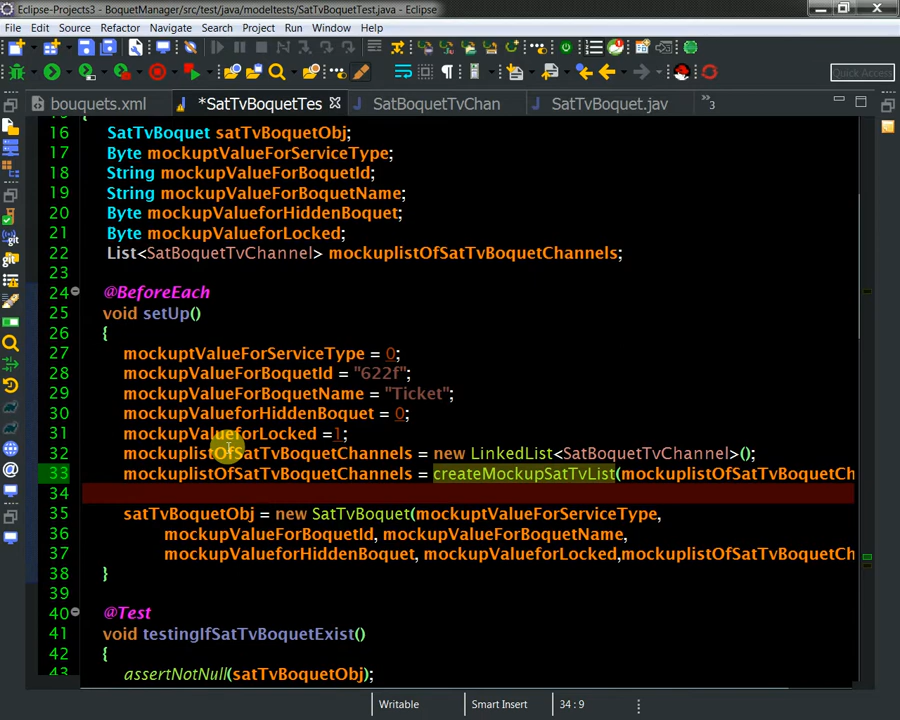 Eclipse-Projects3 - BoquetManager/src/test/java/modeltests/SatTvBoquetTest.java - Eclipse
File Edit Source Refactor Navigate Search Project Run Window Help
Quick Access
bouquets.xml *SatTvBoquetTes SatBoquetTvChan SatTvBoquet.jav »3
16 SatTvBoquet satTvBoquetObj;
17 Byte mockuptValueForServiceType;
18 String mockupValueForBoquetId;
19 String mockupValueForBoquetName;
20 Byte mockupValueforHiddenBoquet;
21 Byte mockupValueforLocked;
22 List<SatBoquetTvChannel> mockuplistOfSatTvBoquetChannels;
23
24 @BeforeEach
25 void setUp()
26 {
27 mockuptValueForServiceType = 0;
28 mockupValueForBoquetId = "622f";
29 mockupValueForBoquetName = "Ticket";
30 mockupValueforHiddenBoquet = 0;
31 mockupValueforLocked =1;
32 mockuplistOfSatTvBoquetChannels = new LinkedList<SatBoquetTvChannel>();
33 mockuplistOfSatTvBoquetChannels = createMockupSatTvList(mockuplistOfSatTvBoquetCh
34
35 satTvBoquetObj = new SatTvBoquet(mockuptValueForServiceType,
36 mockupValueForBoquetId, mockupValueForBoquetName,
37 mockupValueforHiddenBoquet, mockupValueforLocked,mockuplistOfSatTvBoquetCh
38 }
39
40 @Test
41 void testingIfSatTvBoquetExist()
42 {
43 assertNotNull(satTvBoquetObj);
Writable Smart Insert 34 : 9